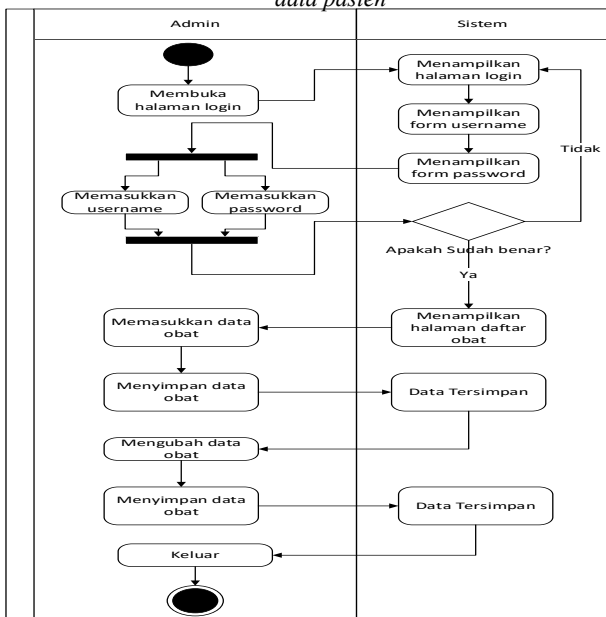 data pasien
Admin
Sistem
Membuka
halaman login
Menampilkan
halaman login
Menampilkan
form username
Tidak
Menampilkan
form password
Memasukkan
username
Memasukkan
password
Apakah Sudah benar?
Ya
Memasukkan data
obat
Menampilkan
halaman daftar
obat
Menyimpan data
obat
Data Tersimpan
Mengubah data
obat
Menyimpan data
obat
Data Tersimpan
Keluar